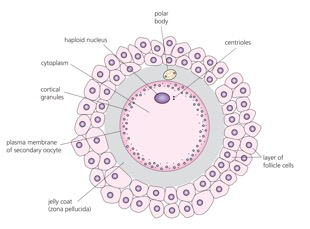 polar
body
haploid nucleus
centrioles
cytoplasm
cortical
granules
plasma membrane
of secondary oocyte
layer of
follicle cells
jelly coat
(zona pellucida)